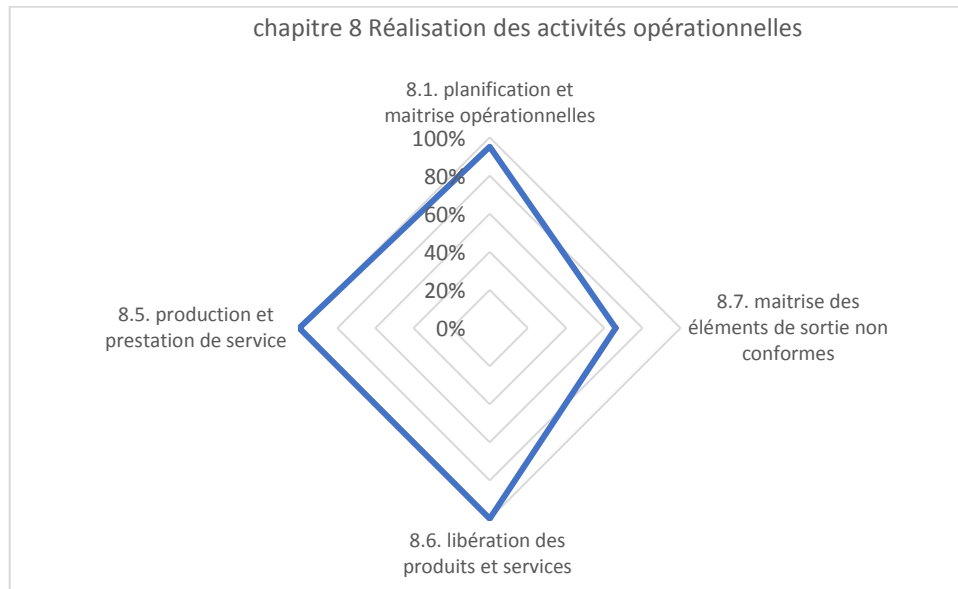 chapitre 8 Réalisation des activités opérationnelles
8.1. planification et
maitrise opérationnelles
100%
80%
60%
40%
20%
0%
8.7. maitrise des
éléments de sortie non
conformes
8.5. production et
prestation de service
8.6. libération des
produits et services